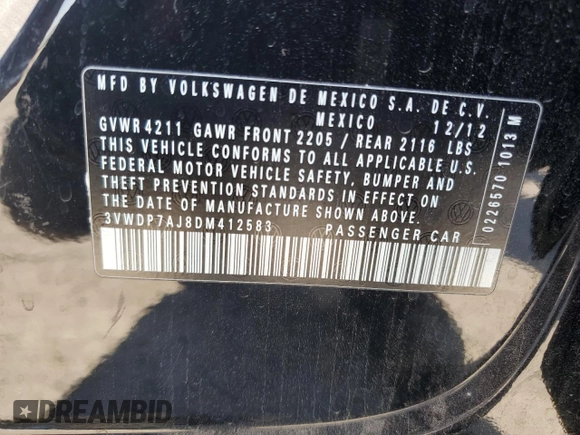 MFD BY VOLKSWAGEN DE MEXICO S.A. DE C.V.
MEXICO 12/12
GVWR 4211 GAWR FRONT 2205 / REAR 2116 LBS
THIS VEHICLE CONFORMS TO ALL APPLICABLE U.S.
FEDERAL MOTOR VEHICLE SAFETY, BUMPER AND
THEFT PREVENTION STANDARDS IN EFFECT ON
THE DATE OF MANUFACTURE SHOWN ABOVE.
3VWDP7AJ8DM412583 PASSENGER CAR
0226570 1013 M
DREAMBID